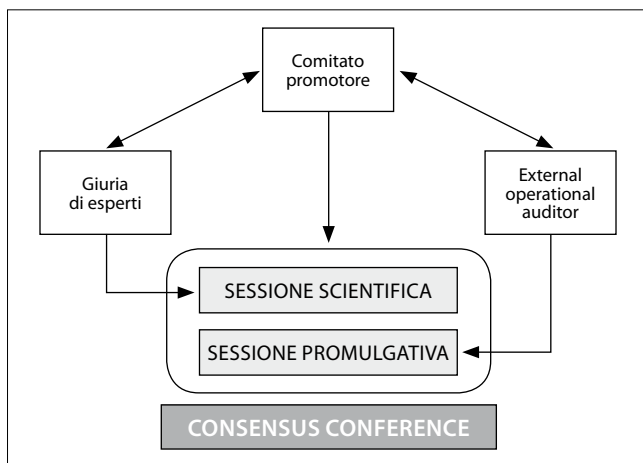 Comitato
promotore
Giuria
di esperti
External
operational
auditor
SESSIONE SCIENTIFICA
SESSIONE PROMULGATIVA
CONSENSUS CONFERENCE